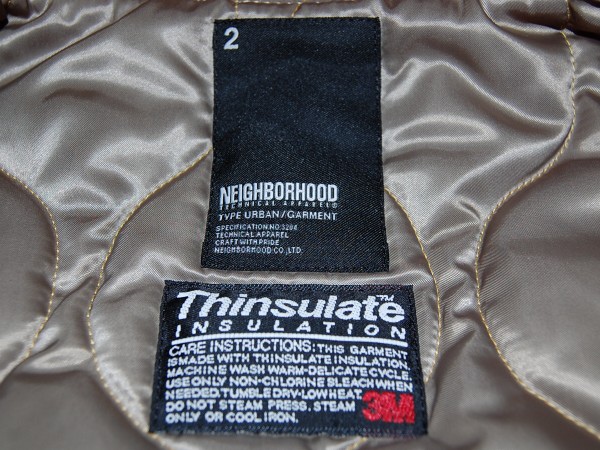 2
NEIGHBORHOOD
TECHNICAL APPAREL®
TYPE URBAN/GARMENT
SPECIFICATION.NO:3294
TECHNICAL APPAREL
CRAFT WITH PRIDE
NEIGHBORHOOD CO.,LTD.
Thinsulate™
INSULATION
CARE INSTRUCTIONS: THIS GARMENT
IS MADE WITH THINSULATE INSULATION.
MACHINE WASH WARM-DELICATE CYCLE.
USE ONLY NON-CHLORINE BLEACH WHEN
NEEDED. TUMBLE DRY-LOW HEAT.
DO NOT STEAM PRESS. STEAM
ONLY OR COOL IRON.
3M